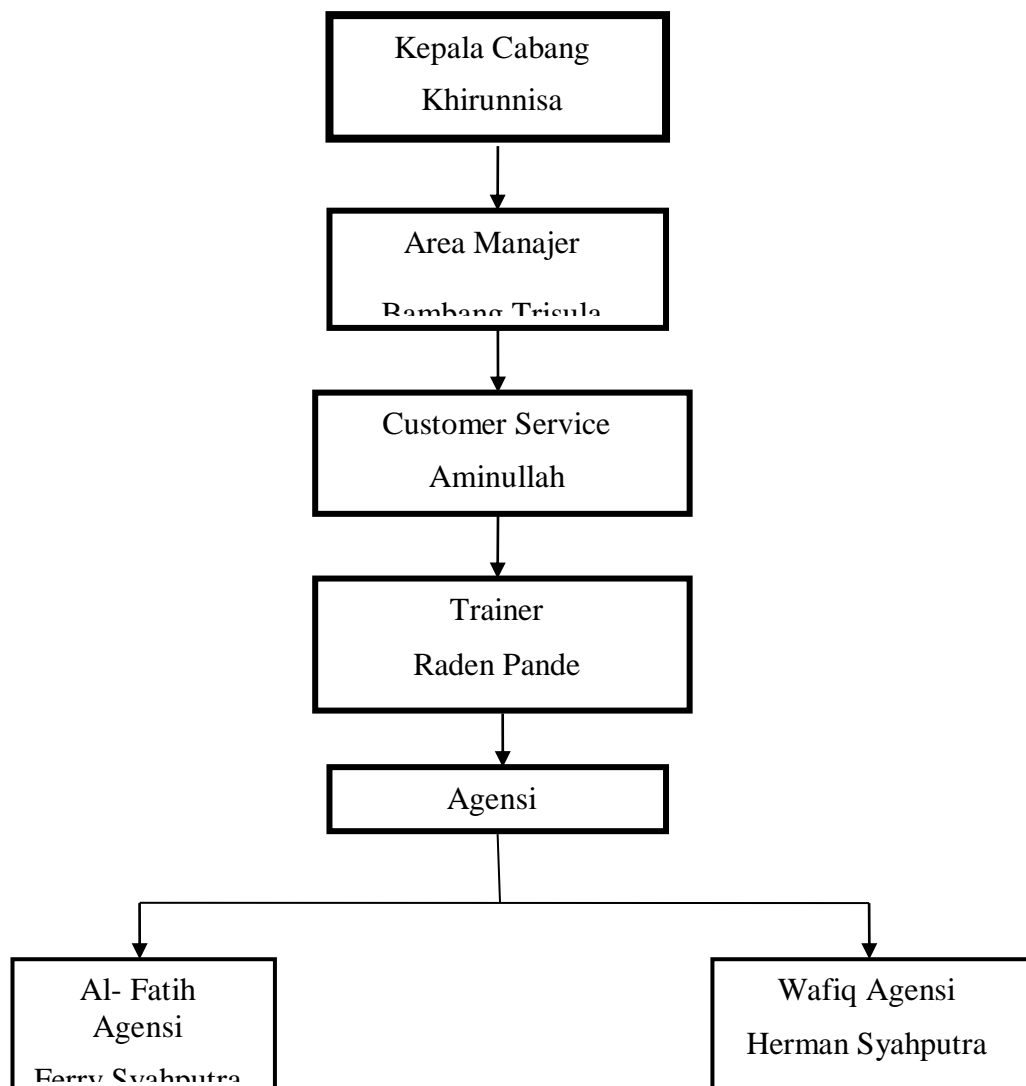 Kepala Cabang
Khirunnisa
Area Manajer
Bambang Trisula
Customer Service
Aminullah
Trainer
Raden Pande
Agensi
Al- Fatih
Agensi
Ferry Syahputra
Wafiq Agensi
Herman Syahputra